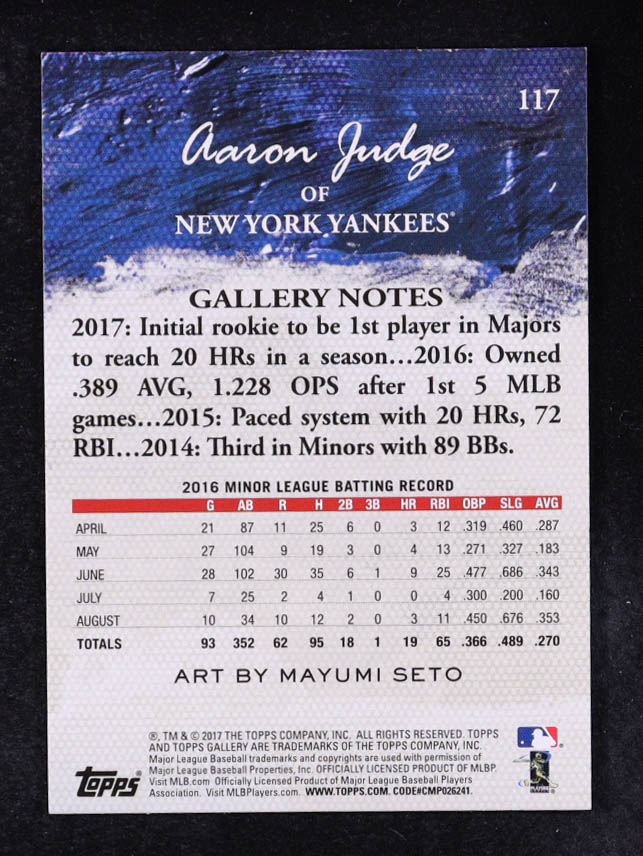 117
Aaron Judge
OF
NEW YORK YANKEES®
GALLERY NOTES
2017: Initial rookie to be 1st player in Majors
to reach 20 HRs in a season...2016: Owned
.389 AVG, 1.228 OPS after 1st 5 MLB
games...2015: Paced system with 20 HRs, 72
RBI...2014: Third in Minors with 89 BBs.
2016 MINOR LEAGUE BATTING RECORD
G AB R H 2B 3B HR RBI OBP SLG AVG
APRIL 21 87 11 25 6 0 3 12 .319 .460 .287
MAY 27 104 9 19 3 0 4 13 .271 .327 .183
JUNE 28 102 30 35 6 1 9 25 .477 .686 .343
JULY 7 25 2 4 1 0 0 4 .300 .200 .160
AUGUST 10 34 10 12 2 0 3 11 .450 .676 .353
TOTALS 93 352 62 95 18 1 19 65 .366 .489 .270
ART BY MAYUMI SETO
®, TM & © 2017 THE TOPPS COMPANY, INC. ALL RIGHTS RESERVED. TOPPS
AND TOPPS GALLERY ARE TRADEMARKS OF THE TOPPS COMPANY, INC.
Major League Baseball trademarks and copyrights are used with permission of
Major League Baseball Properties, Inc. OFFICIALLY LICENSED PRODUCT OF MLBP.
Visit MLB.com Officially Licensed Product of Major League Baseball Players
Association. Visit MLBPlayers.com. WWW.TOPPS.COM. CODE#CMP026241.
TOPPS®